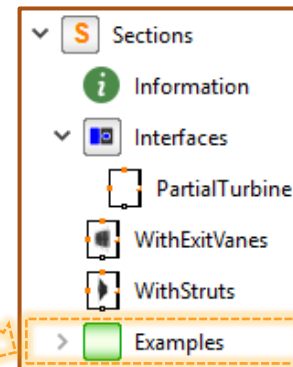 S Sections
i Information
Interfaces
PartialTurbine
WithExitVanes
WithStruts
Examples